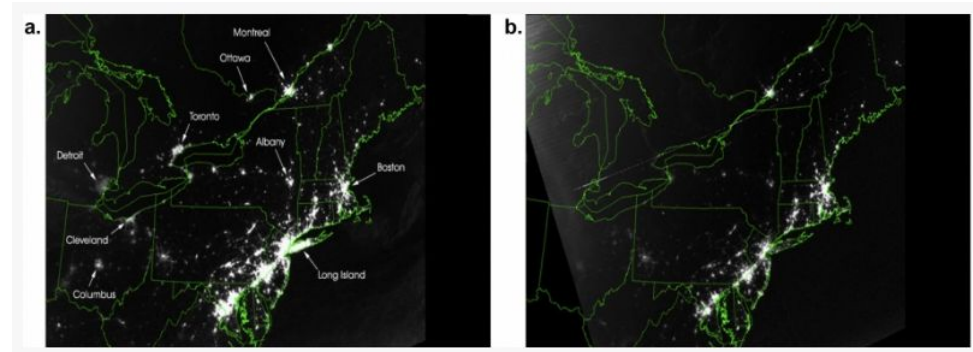 a.
b.
Montreal
Ottawa
Toronto
Detroit
Albany
Boston
Cleveland
Long Island
Columbus